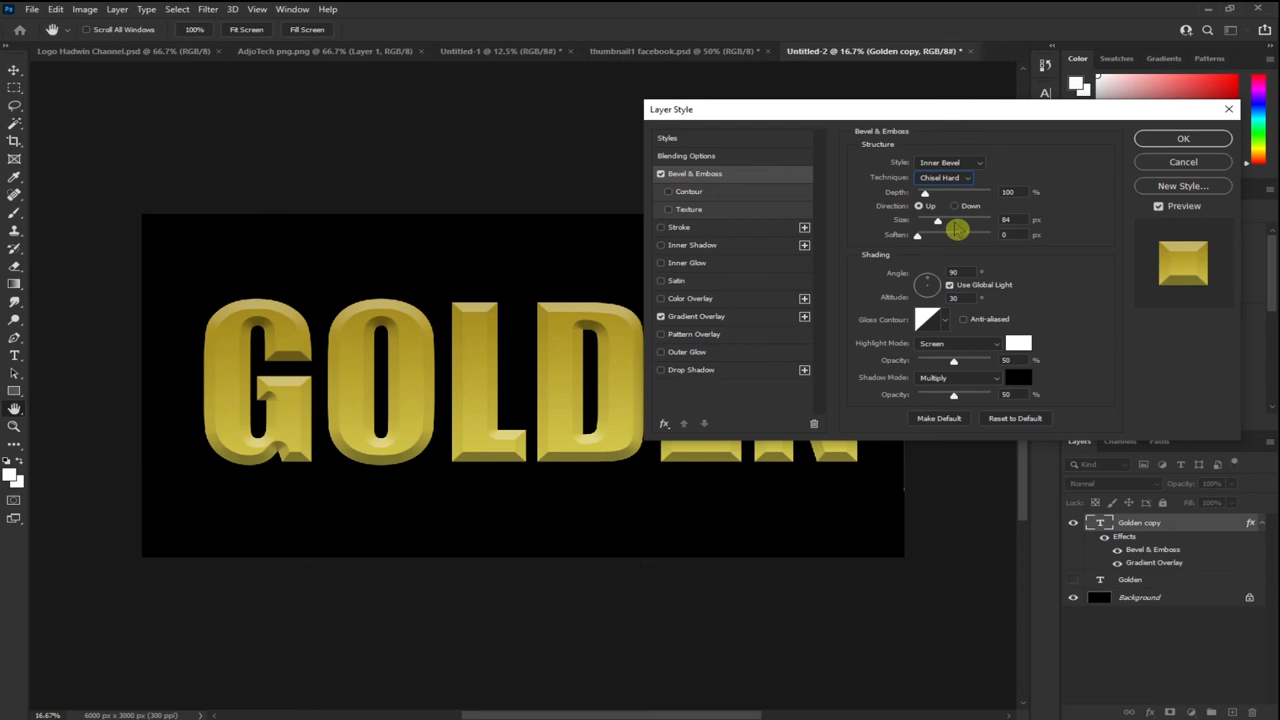 Ps File Edit Image Layer Type Select Filter 3D View Window Help
Scroll All Windows 100% Fit Screen Fill Screen
Logo Hadwin Channel.psd @ 66.7% (RGB/8) × AdjoTech png.png @ 66.7% (Layer 1, RGB/8) × Untitled-1 @ 12.5% (RGB/8#) * × thumbnail1 facebook.psd @ 50% (RGB/8) * × Untitled-2 @ 16.7% (Golden copy, RGB/8#) * ×
Color Swatches Gradients Patterns
Layer Style
Styles
Blending Options
Bevel & Emboss
Contour
Texture
Stroke
Inner Shadow
Inner Glow
Satin
Color Overlay
Gradient Overlay
Pattern Overlay
Outer Glow
Drop Shadow
fx
Bevel & Emboss
Structure
Style: Inner Bevel
Technique: Chisel Hard
Depth: 100 %
Direction: Up Down
Size: 84 px
Soften: 0 px
Shading
Angle: 90 °
Use Global Light
Altitude: 30 °
Gloss Contour: Anti-aliased
Highlight Mode: Screen
Opacity: 50 %
Shadow Mode: Multiply
Opacity: 50 %
Make Default Reset to Default
OK
Cancel
New Style...
Preview
GOLDEN
Layers Channels Paths
Kind
Normal Opacity: 100%
Lock: Fill: 100%
T Golden copy fx
Effects
Bevel & Emboss
Gradient Overlay
T Golden
Background
16.67% 6000 px x 3000 px (300 ppi)